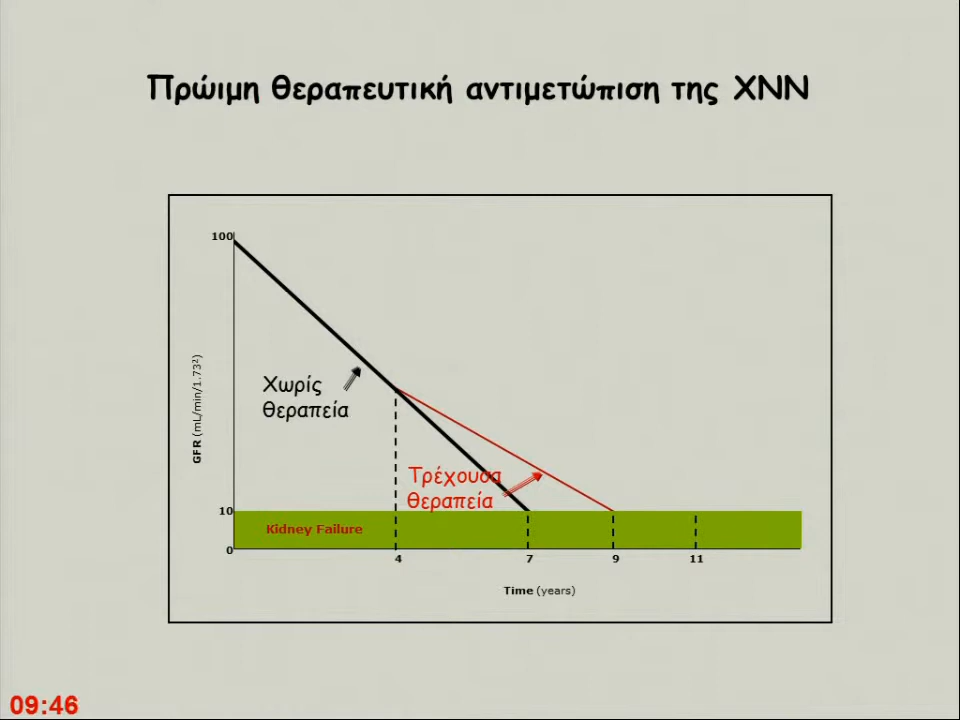 Πρώιμη θεραπευτική αντιμετώπιση της ΧΝΝ
100
GFR (mL/min/1.73²)
Χωρίς
θεραπεία
Τρέχουσα
θεραπεία
10
Kidney Failure
0
4 7 9 11
Time (years)
09:46